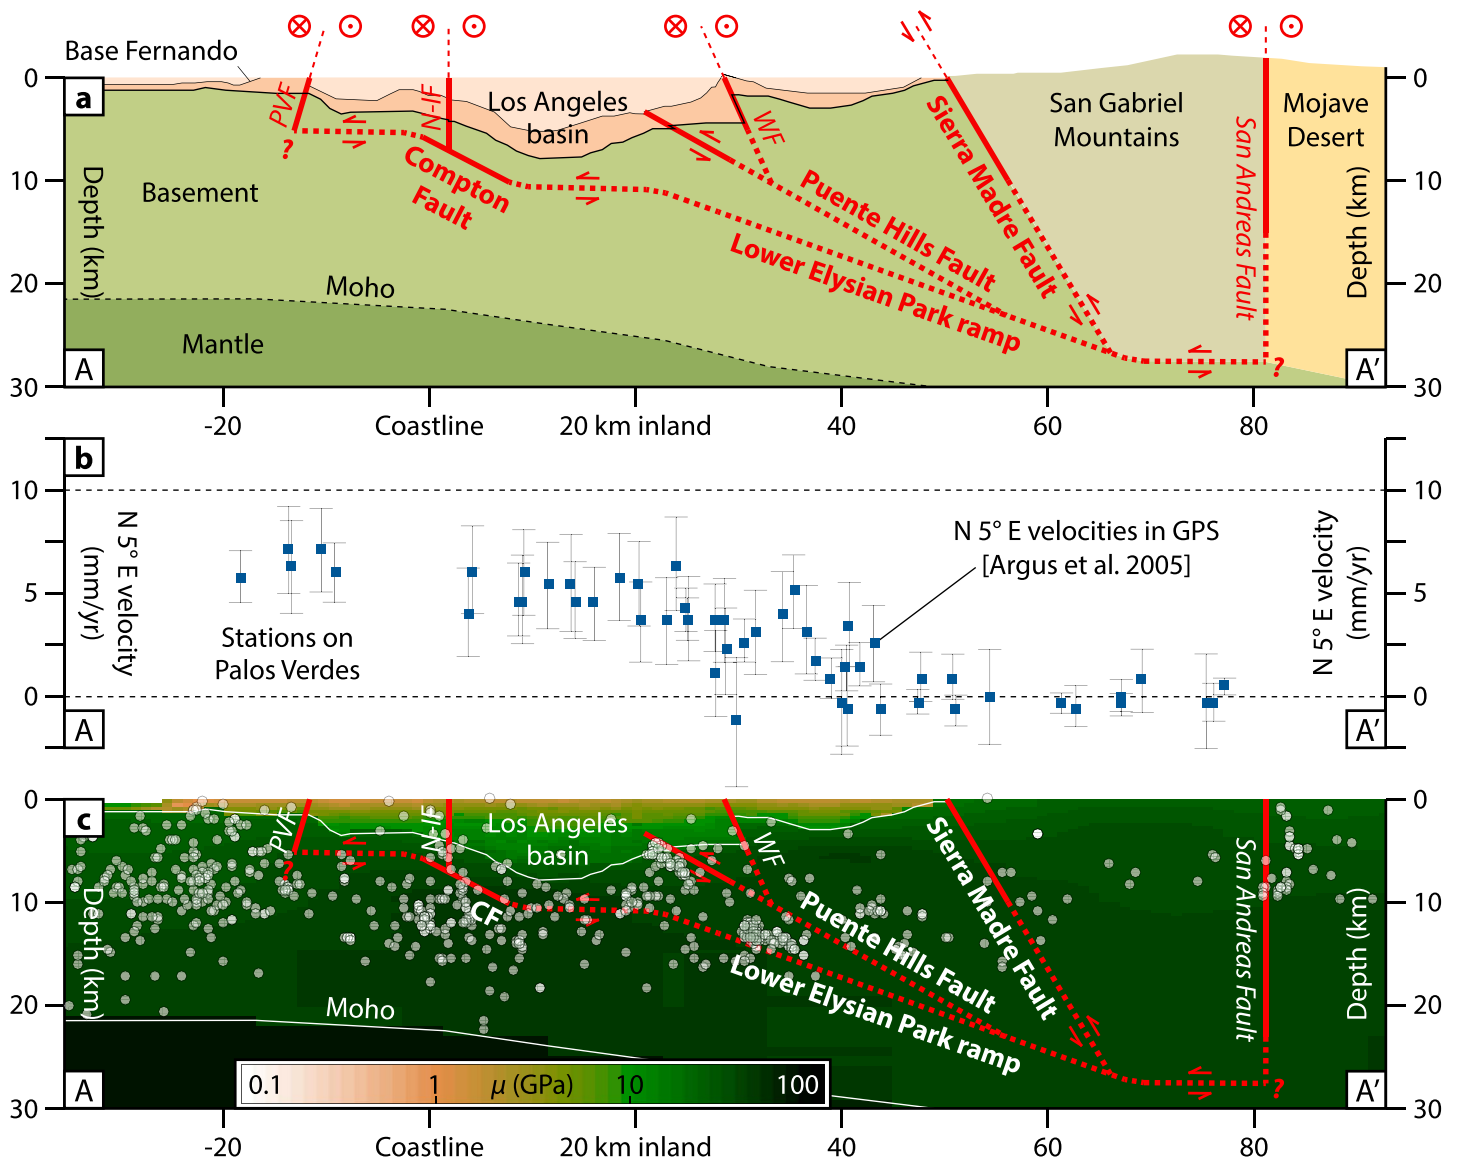 Base Fernando
0
a
PVF
N-IF
Los Angeles
basin
WF
Sierra Madre Fault
San Gabriel
Mountains
San Andreas Fault
Mojave
Desert
0
?
Compton
Fault
10
Depth (km)
Basement
Puente Hills Fault
Lower Elysian Park ramp
10
Depth (km)
20
Moho
20
Mantle
A
?
A’
30
30
-20
Coastline
20 km inland
40
60
80
b
10
10
N 5° E velocity
(mm/yr)
N 5° E velocities in GPS
[Argus et al. 2005]
N 5° E velocity
(mm/yr)
5
5
Stations on
Palos Verdes
0
0
A
A’
0
c
PVF
N-IF
Los Angeles
basin
WF
Sierra Madre Fault
San Andreas Fault
0
?
CF
10
Depth (km)
Puente Hills Fault
Lower Elysian Park ramp
10
Depth (km)
20
Moho
20
0.1
1
μ (GPa)
10
100
A
?
A’
30
30
-20
Coastline
20 km inland
40
60
80